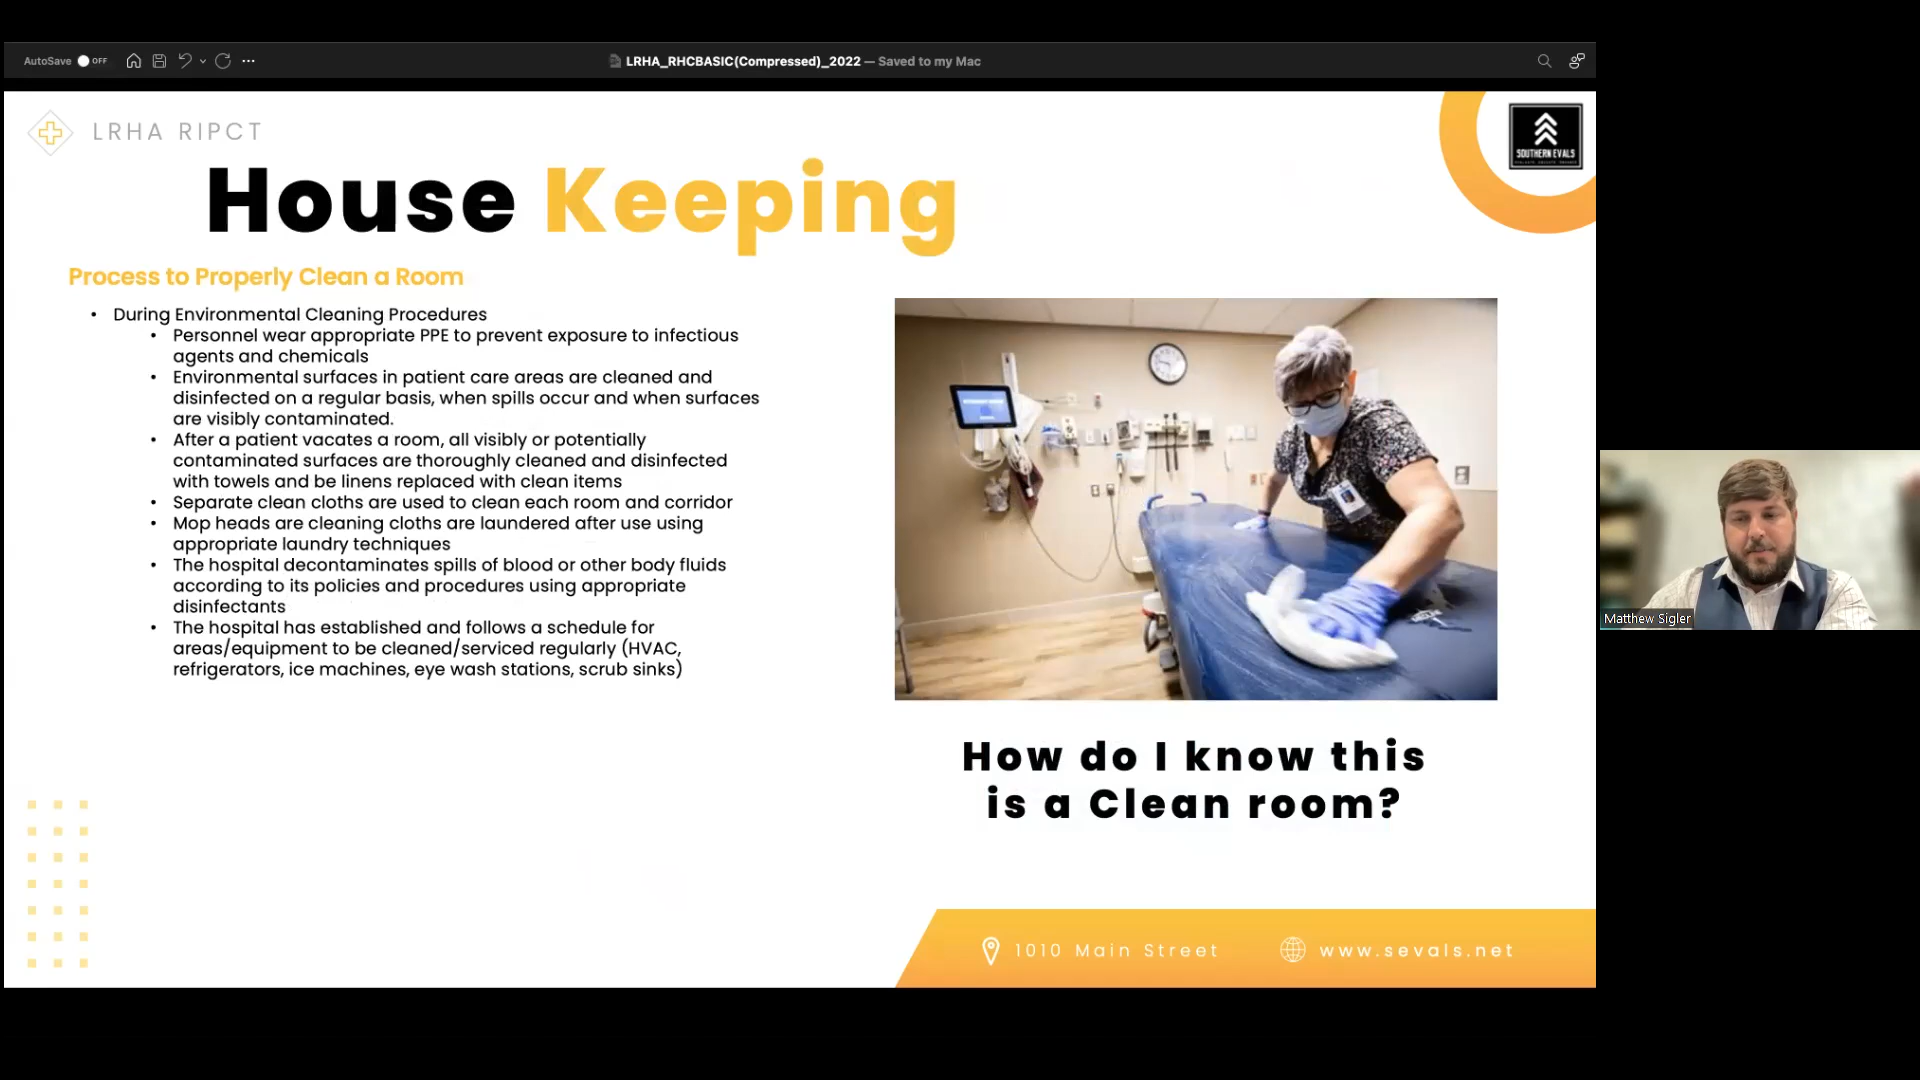 AutoSave OFF
LRHA_RHCBASIC(Compressed)_2022 — Saved to my Mac
LRHA RIPCT
SOUTHERN EVALS
House Keeping
Process to Properly Clean a Room
• During Environmental Cleaning Procedures
• Personnel wear appropriate PPE to prevent exposure to infectious
agents and chemicals
• Environmental surfaces in patient care areas are cleaned and
disinfected on a regular basis, when spills occur and when surfaces
are visibly contaminated.
• After a patient vacates a room, all visibly or potentially
contaminated surfaces are thoroughly cleaned and disinfected
with towels and be linens replaced with clean items
• Separate clean cloths are used to clean each room and corridor
• Mop heads are cleaning cloths are laundered after use using
appropriate laundry techniques
• The hospital decontaminates spills of blood or other body fluids
according to its policies and procedures using appropriate
disinfectants
• The hospital has established and follows a schedule for
areas/equipment to be cleaned/serviced regularly (HVAC,
refrigerators, ice machines, eye wash stations, scrub sinks)
How do I know this
is a Clean room?
Matthew Sigler
1010 Main Street
www.sevals.net